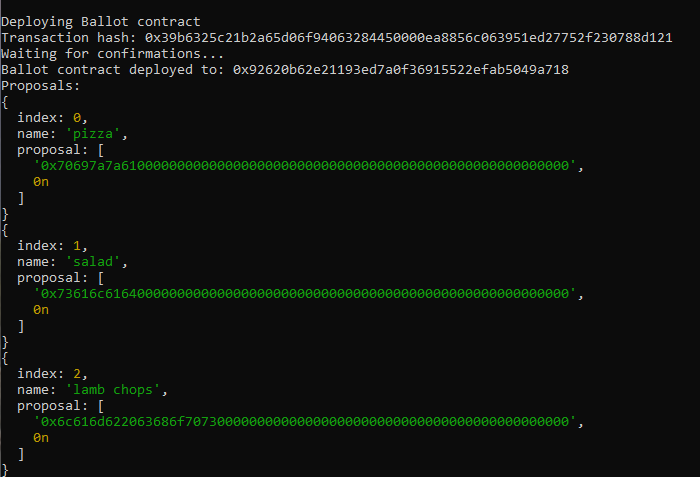 Deploying Ballot contract
Transaction hash: 0x39b6325c21b2a65d06f94063284450000ea8856c063951ed27752f230788d121
Waiting for confirmations...
Ballot contract deployed to: 0x92620b62e21193ed7a0f36915522efab5049a718
Proposals:
{
  index: 0,
  name: 'pizza',
  proposal: [
    '0x70697a7a61000000000000000000000000000000000000000000000000000000',
    0n
  ]
}
{
  index: 1,
  name: 'salad',
  proposal: [
    '0x73616c6164000000000000000000000000000000000000000000000000000000',
    0n
  ]
}
{
  index: 2,
  name: 'lamb chops',
  proposal: [
    '0x6c616d622063686f707300000000000000000000000000000000000000000000',
    0n
  ]
}